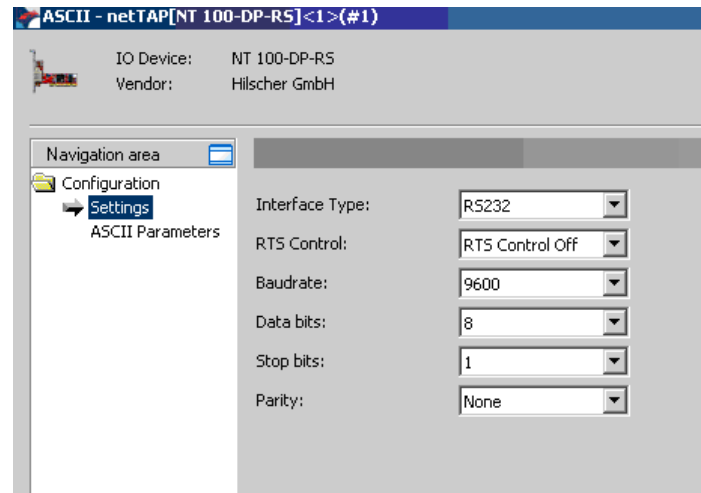 ASCII - netTAP[NT 100-DP-RS]<1>(#1)
IO Device: NT 100-DP-RS
Vendor: Hilscher GmbH
Navigation area
Configuration
Settings
ASCII Parameters
Interface Type: RS232
RTS Control: RTS Control Off
Baudrate: 9600
Data bits: 8
Stop bits: 1
Parity: None